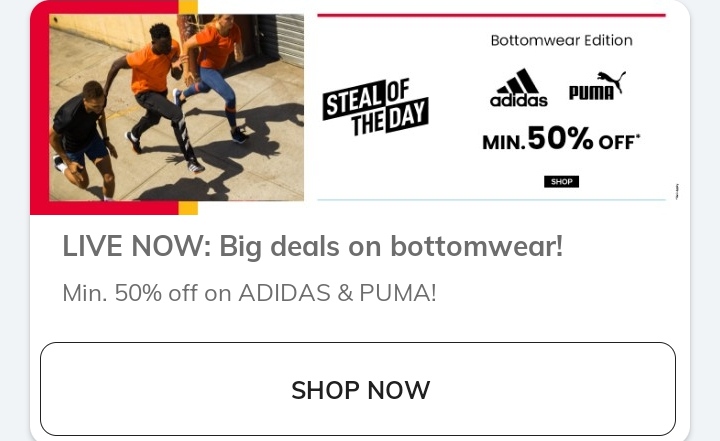 Bottomwear Edition
STEAL OF
THE DAY
adidas
PUMA
MIN. 50% OFF*
SHOP
LIVE NOW: Big deals on bottomwear!
Min. 50% off on ADIDAS & PUMA!
SHOP NOW